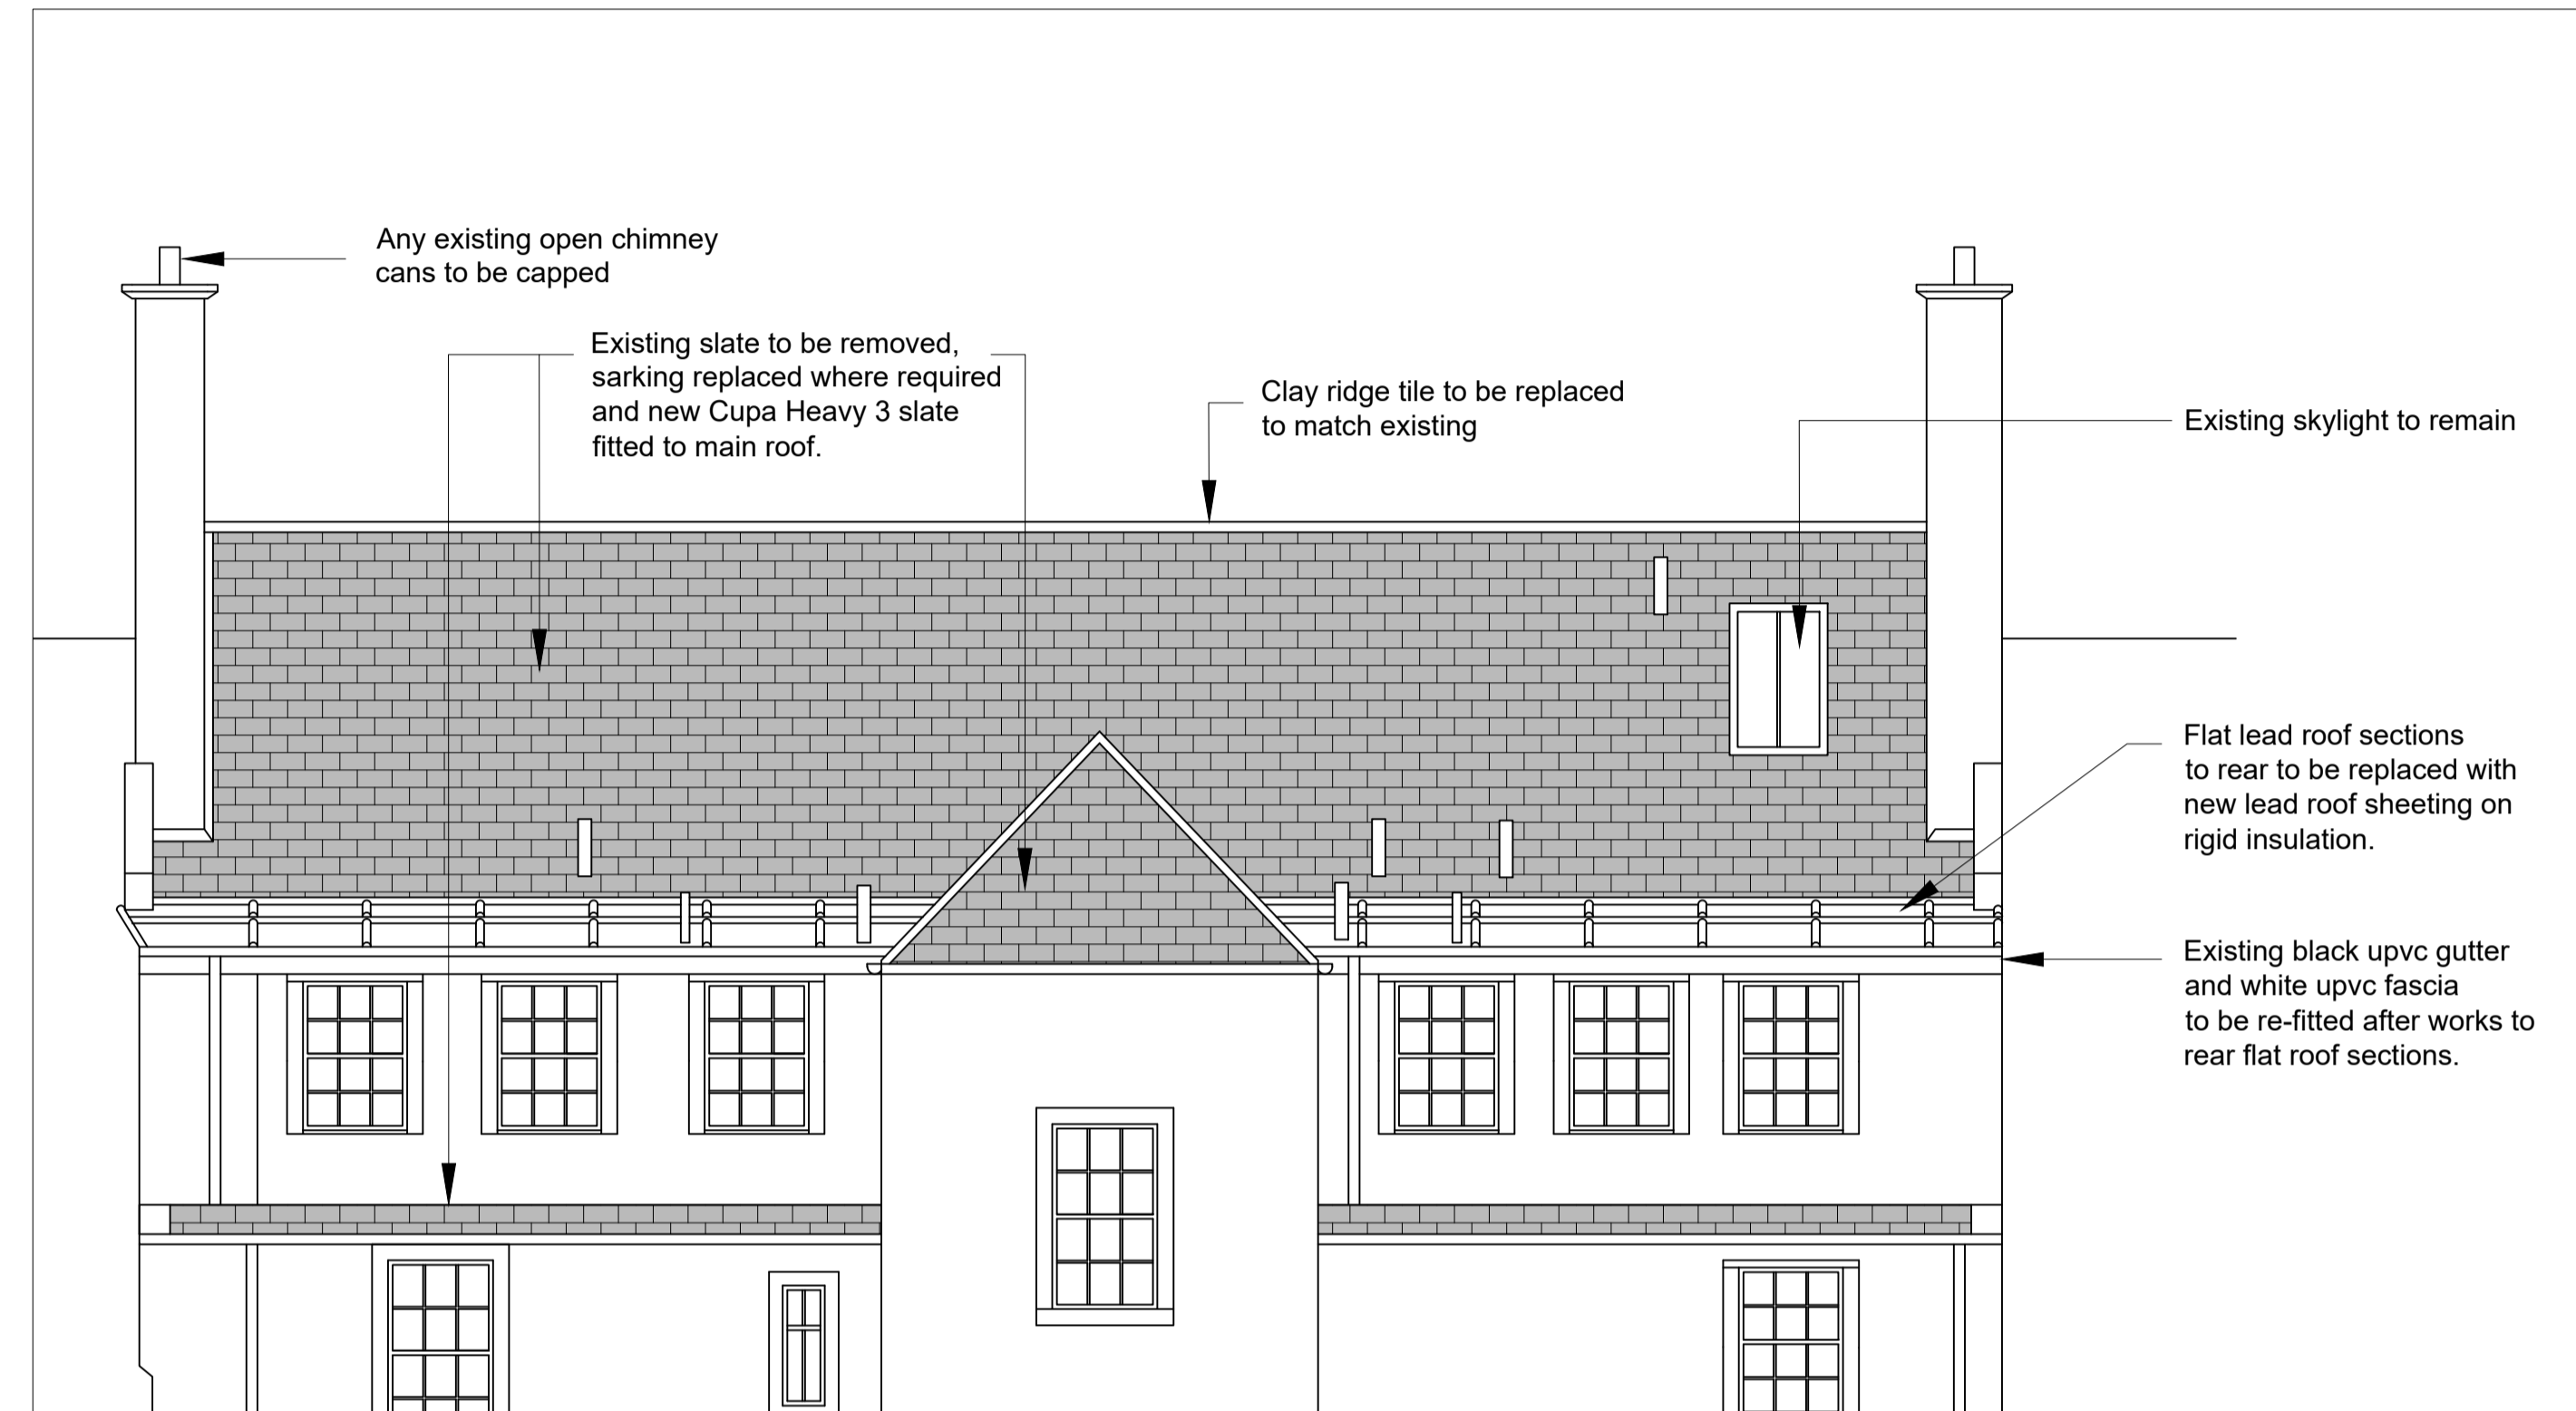 Any existing open chimney
cans to be capped
Existing slate to be removed,
sarking replaced where required
and new Cupa Heavy 3 slate
fitted to main roof.
Clay ridge tile to be replaced
to match existing
Existing skylight to remain
Flat lead roof sections
to rear to be replaced with
new lead roof sheeting on
rigid insulation.
Existing black upvc gutter
and white upvc fascia
to be re-fitted after works to
rear flat roof sections.